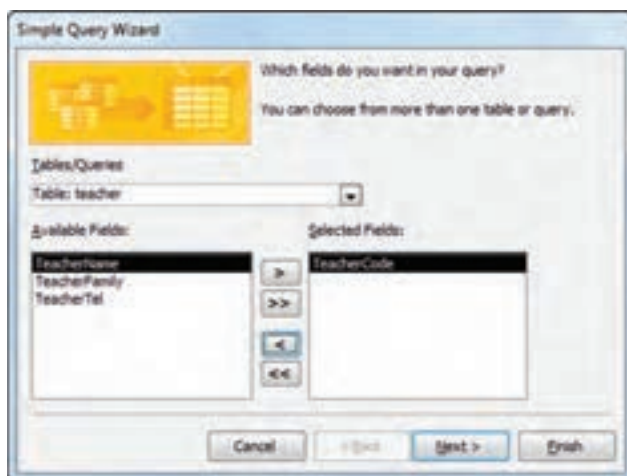 Simple Query Wizard
Which fields do you want in your query?
You can choose from more than one table or query.
Tables/Queries
Table: teacher
Available Fields:
Selected Fields:
TeacherName
TeacherFamily
TeacherTel
TeacherCode
>
>>
<
<<
Cancel
< Back
Next >
Finish